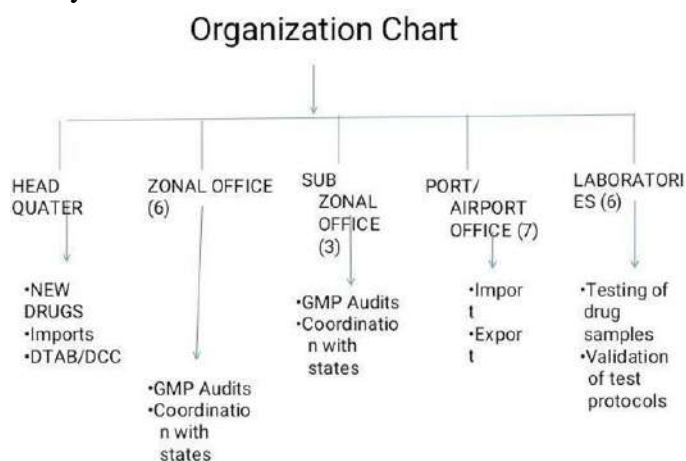 Organization Chart
HEAD
QUATER
ZONAL OFFICE
(6)
SUB
ZONAL
OFFICE
(3)
PORT/
AIRPORT
OFFICE (7)
LABORATORI
ES (6)
•NEW
DRUGS
•Imports
•DTAB/DCC
•GMP Audits
•Coordinatio
n with
states
•GMP Audits
•Coordinatio
n with
states
•Impor
t
•Expor
t
•Testing of
drug
samples
•Validation
of test
protocols